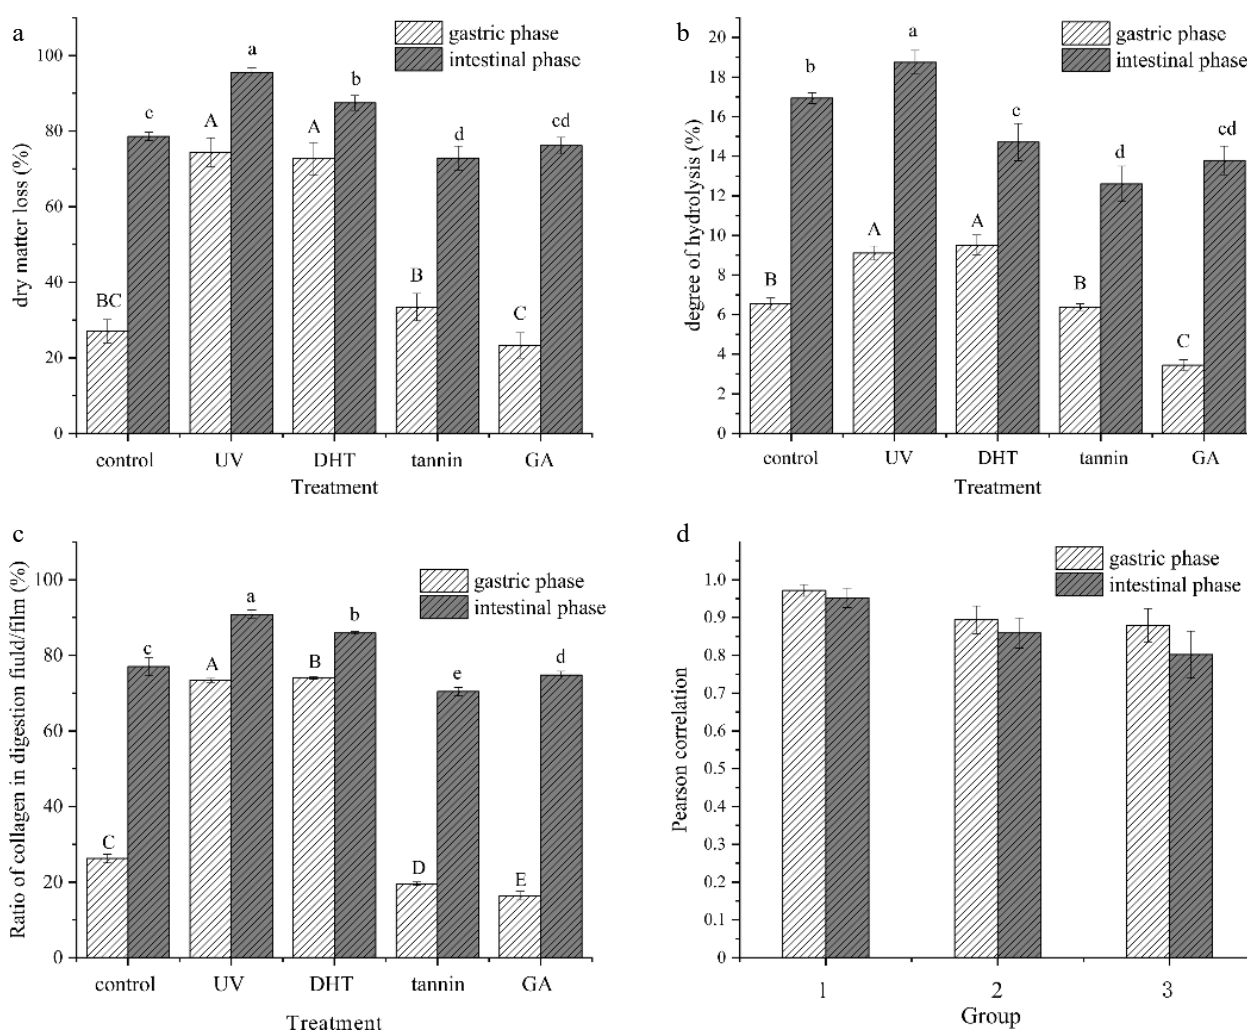 a
dry matter loss (%)
100
80
60
40
20
0
gastric phase
intestinal phase
BC
c
A
a
A
b
B
d
C
cd
control UV DHT tannin GA
Treatment
b
degree of hydrolysis (%)
20
18
16
14
12
10
8
6
4
2
0
gastric phase
intestinal phase
B
b
A
a
A
c
B
d
C
cd
control UV DHT tannin GA
Treatment
c
Ratio of collagen in digestion fiuld/film (%)
100
80
60
40
20
0
gastric phase
intestinal phase
C
c
A
a
B
b
D
e
E
d
control UV DHT tannin GA
Treatment
d
Pearson correlation
1.0
0.9
0.8
0.7
0.6
0.5
0.4
0.3
0.2
0.1
0
gastric phase
intestinal phase
1 2 3
Group